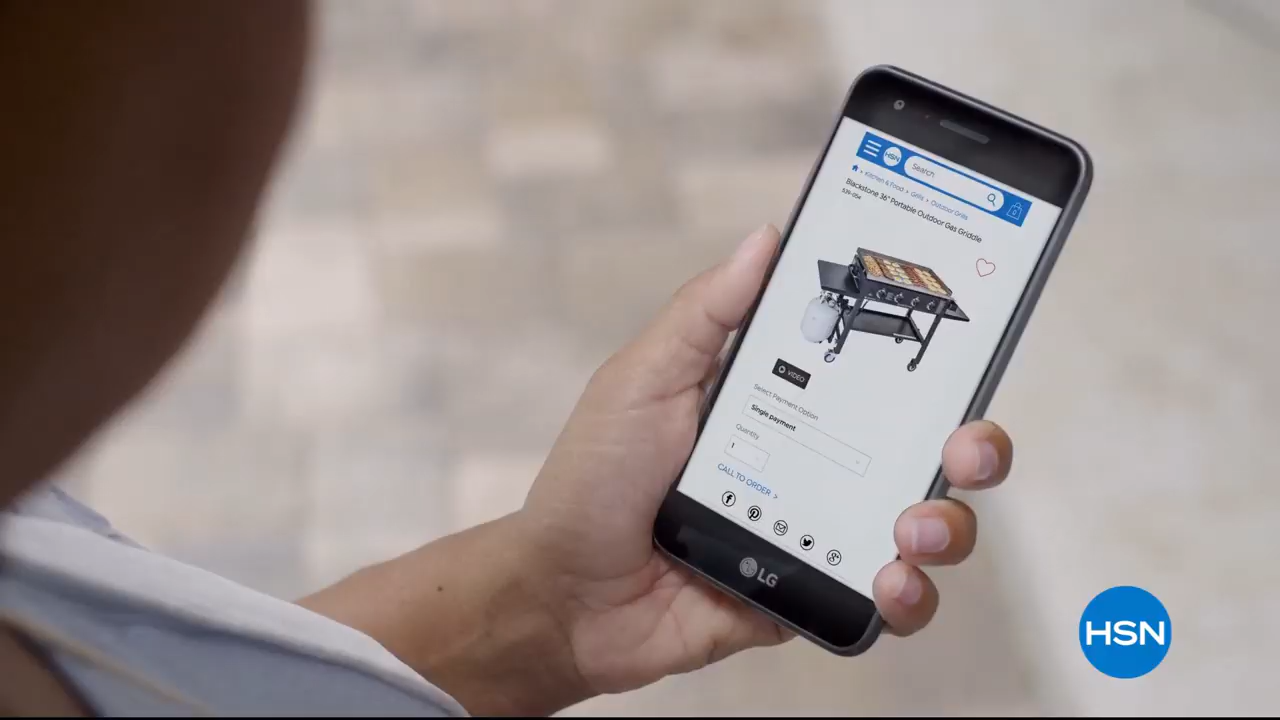 HSN
Search
0
> Kitchen & Food > Grills > Outdoor Grills
Blackstone 36" Portable Outdoor Gas Griddle
VIDEO
Select Payment Option
Single payment
Quantity
1
CALL TO ORDER >
LG
HSN